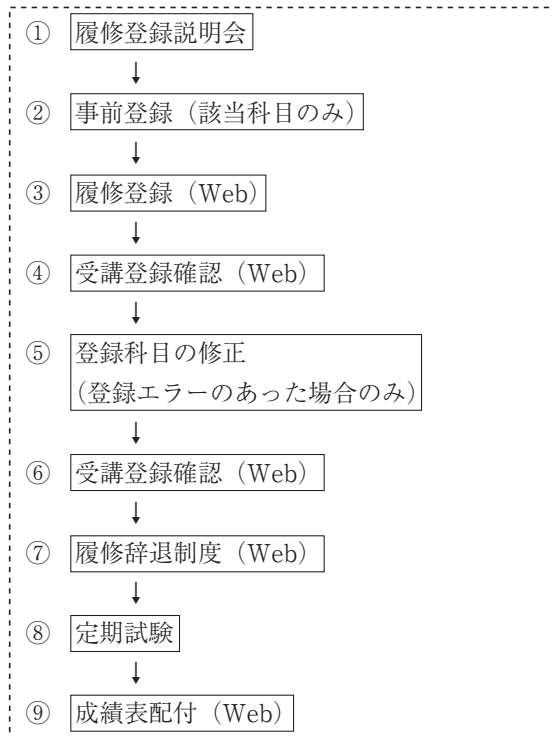 ① 履修登録説明会
↓
② 事前登録（該当科目のみ）
↓
③ 履修登録（Web）
↓
④ 受講登録確認（Web）
↓
⑤ 登録科目の修正
（登録エラーのあった場合のみ）
↓
⑥ 受講登録確認（Web）
↓
⑦ 履修辞退制度（Web）
↓
⑧ 定期試験
↓
⑨ 成績表配付（Web）